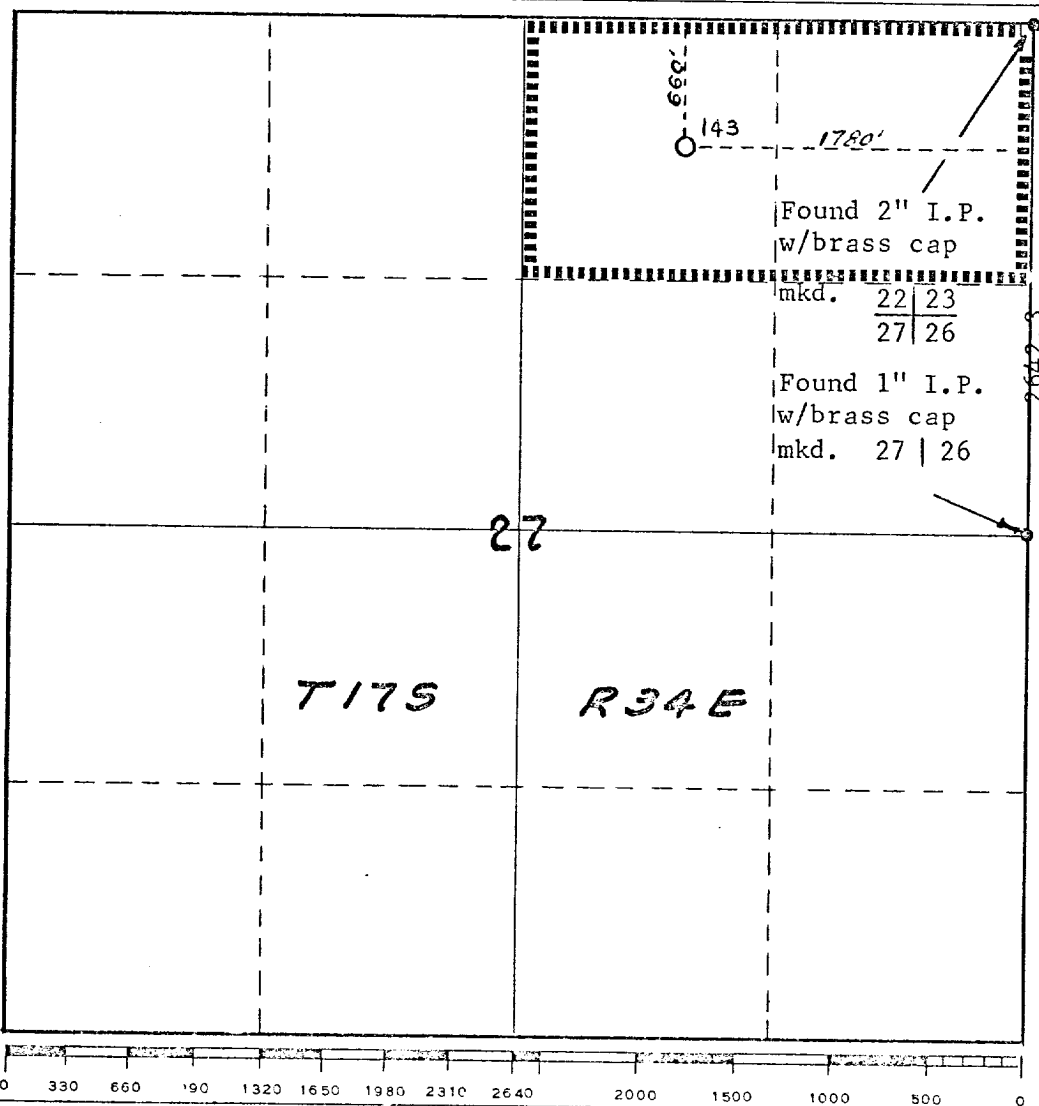 660'
143
1780'
Found 2" I.P.
w/brass cap
mkd. 22 | 23
27 | 26
Found 1" I.P.
w/brass cap
mkd. 27 | 26
27
T17S R34E
0 330 660 790 1320 1650 1980 2310 2640 2000 1500 1000 500 0